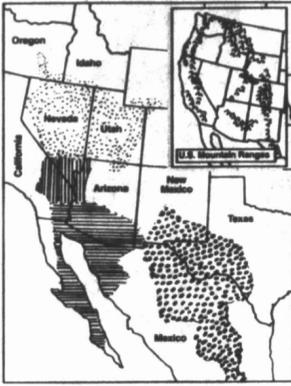 Oregon
Idaho
Nevada
Utah
California
Arizona
New
Mexico
Texas
Mexico
U.S. Mountain Ranges